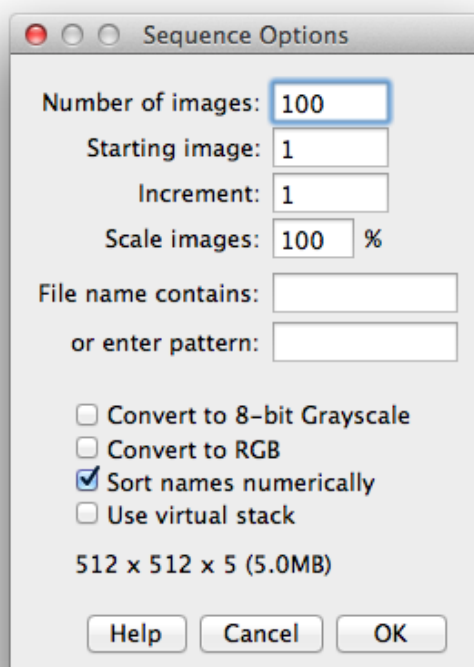 Sequence Options
Number of images: 100
Starting image: 1
Increment: 1
Scale images: 100 %
File name contains:
or enter pattern:
Convert to 8-bit Grayscale
Convert to RGB
Sort names numerically
Use virtual stack
512 x 512 x 5 (5.0MB)
Help Cancel OK